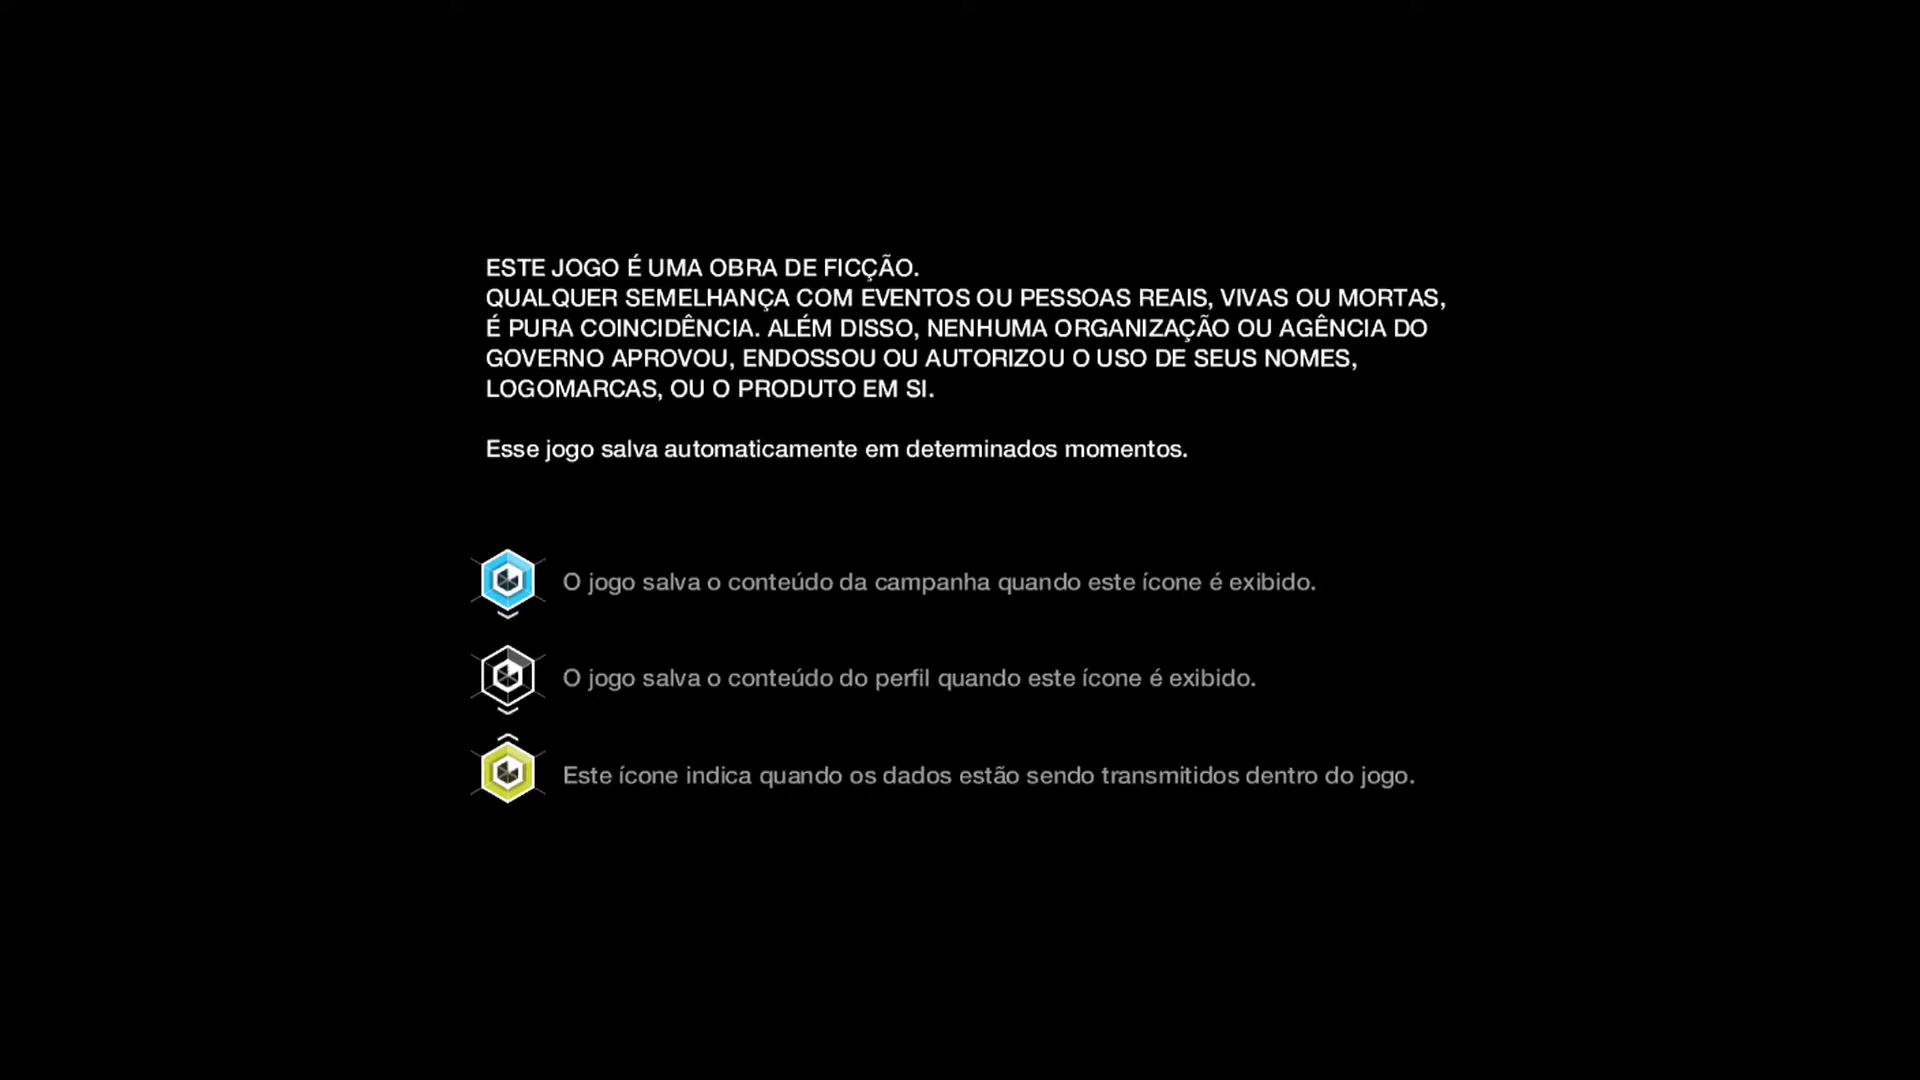 ESTE JOGO É UMA OBRA DE FICÇÃO.
QUALQUER SEMELHANÇA COM EVENTOS OU PESSOAS REAIS, VIVAS OU MORTAS,
É PURA COINCIDÊNCIA. ALÉM DISSO, NENHUMA ORGANIZAÇÃO OU AGÊNCIA DO
GOVERNO APROVOU, ENDOSSOU OU AUTORIZOU O USO DE SEUS NOMES,
LOGOMARCAS, OU O PRODUTO EM SI.
Esse jogo salva automaticamente em determinados momentos.
O jogo salva o conteúdo da campanha quando este ícone é exibido.
O jogo salva o conteúdo do perfil quando este ícone é exibido.
Este ícone indica quando os dados estão sendo transmitidos dentro do jogo.